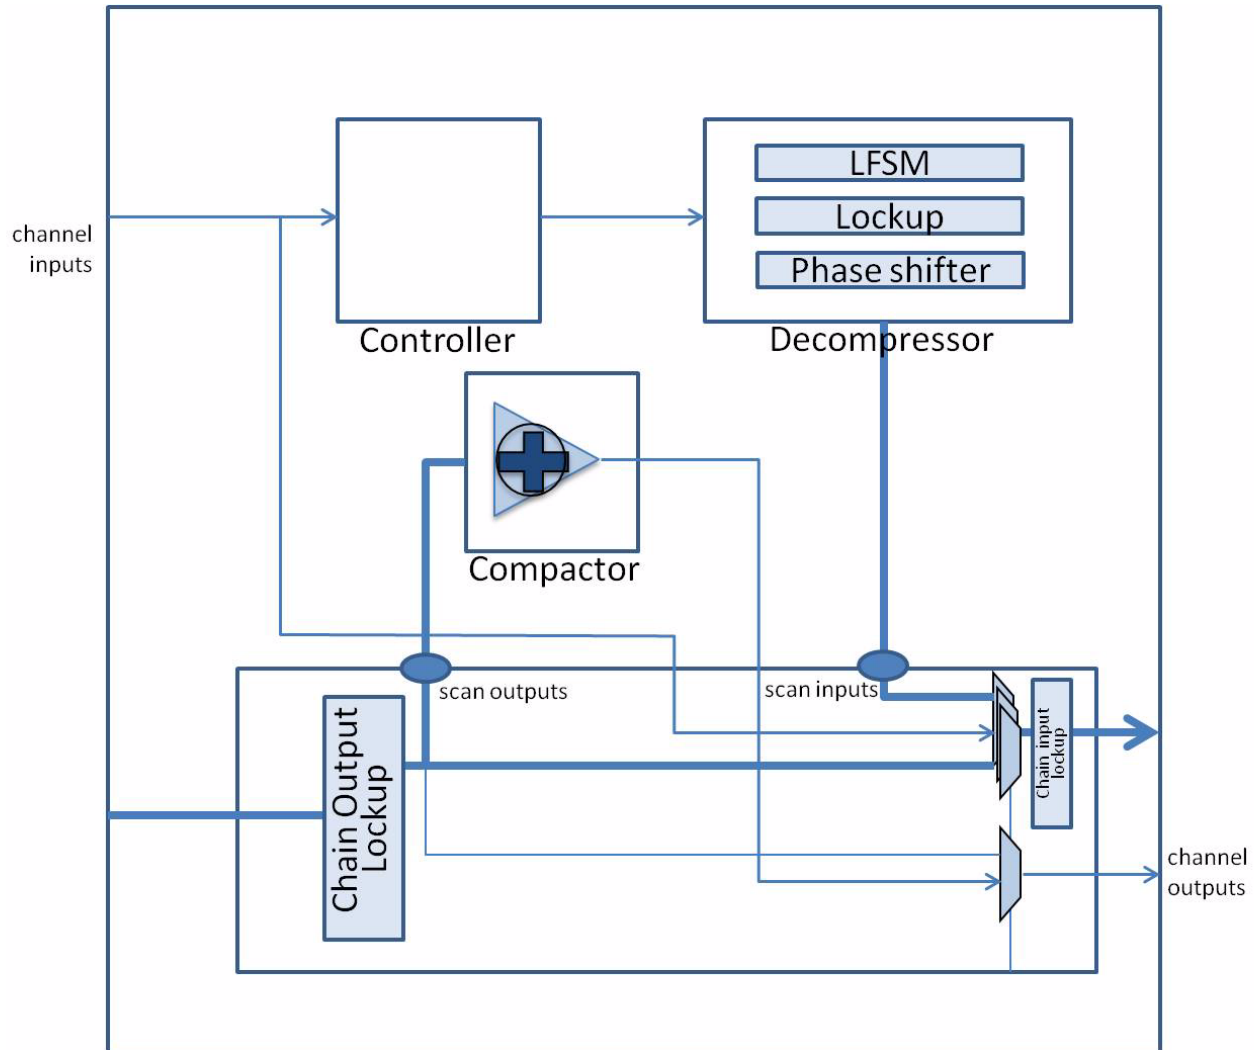 LFSM
Lockup
channel
inputs
Phase shifter
Controller
Decompressor
Compactor
scan outputs
scan inputs
Chain Output
Lockup
Chain input
lockup
channel
outputs